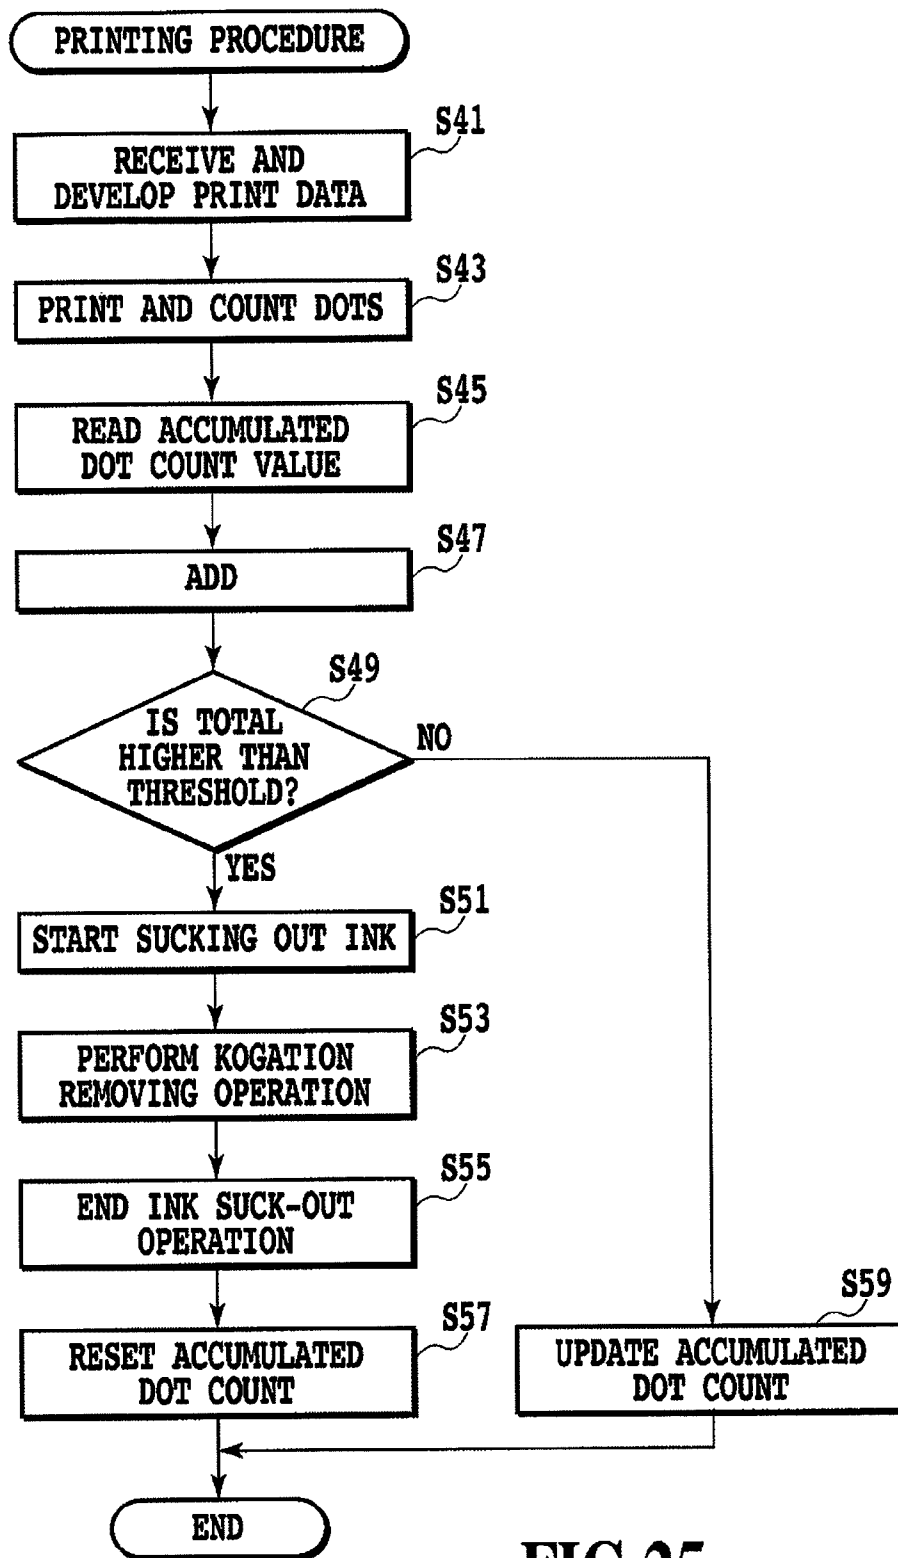 PRINTING PROCEDURE
S41
RECEIVE AND
DEVELOP PRINT DATA
S43
PRINT AND COUNT DOTS
S45
READ ACCUMULATED
DOT COUNT VALUE
S47
ADD
S49
IS TOTAL
HIGHER THAN
THRESHOLD?
NO
YES
S51
START SUCKING OUT INK
S53
PERFORM KOGATION
REMOVING OPERATION
S55
END INK SUCK-OUT
OPERATION
S57
RESET ACCUMULATED
DOT COUNT
S59
UPDATE ACCUMULATED
DOT COUNT
END
FIG.25